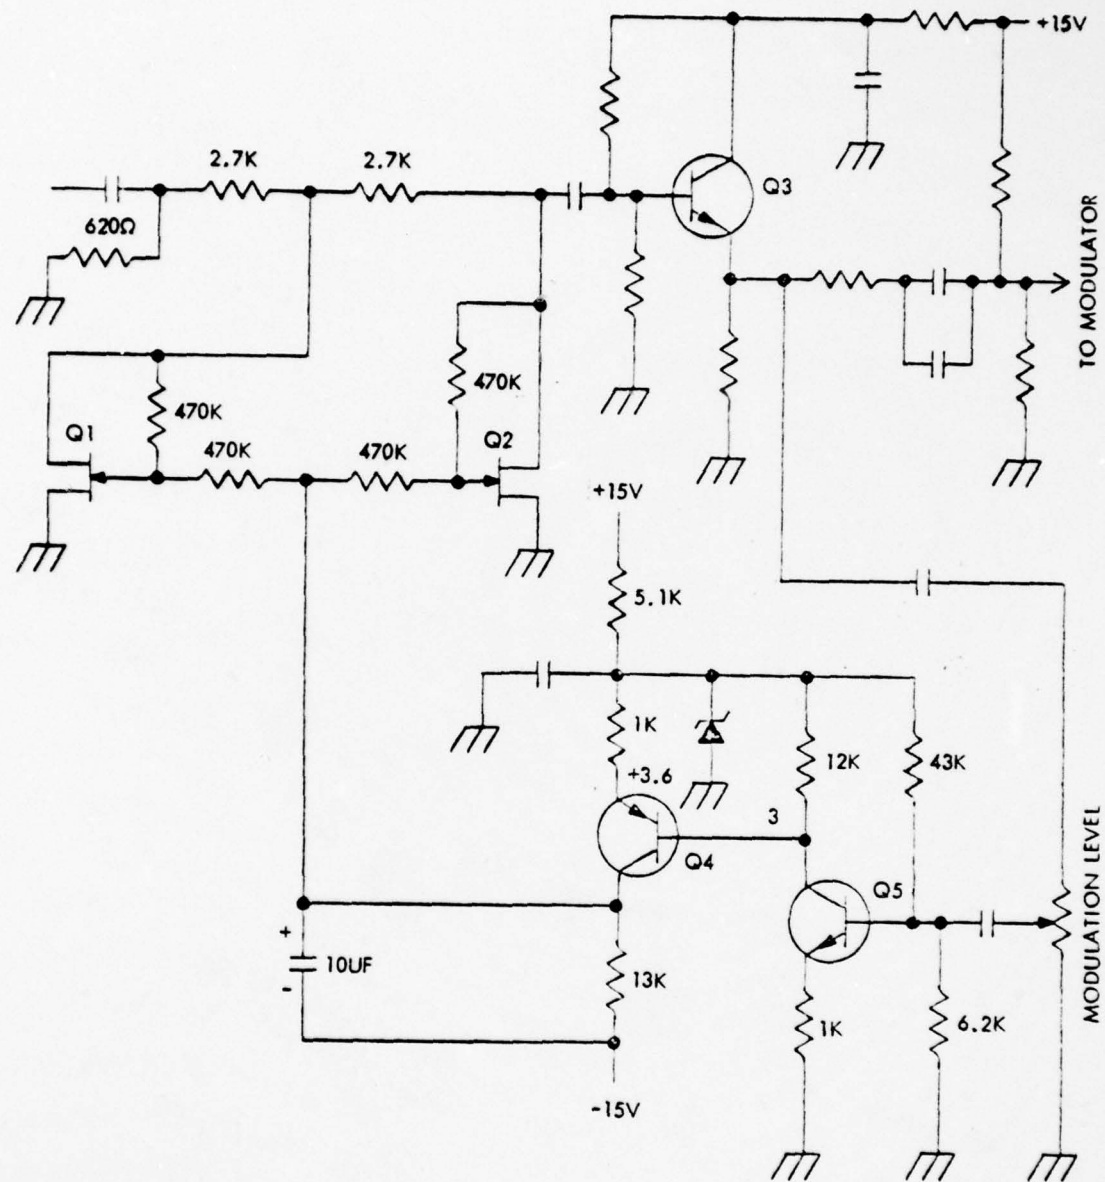 +15V
2.7K
2.7K
Q3
620Ω
TO MODULATOR
470K
470K
Q1
470K
470K
Q2
+15V
5.1K
1K
12K
43K
+3.6
3
Q4
MODULATION LEVEL
Q5
+
10UF
-
13K
1K
6.2K
-15V